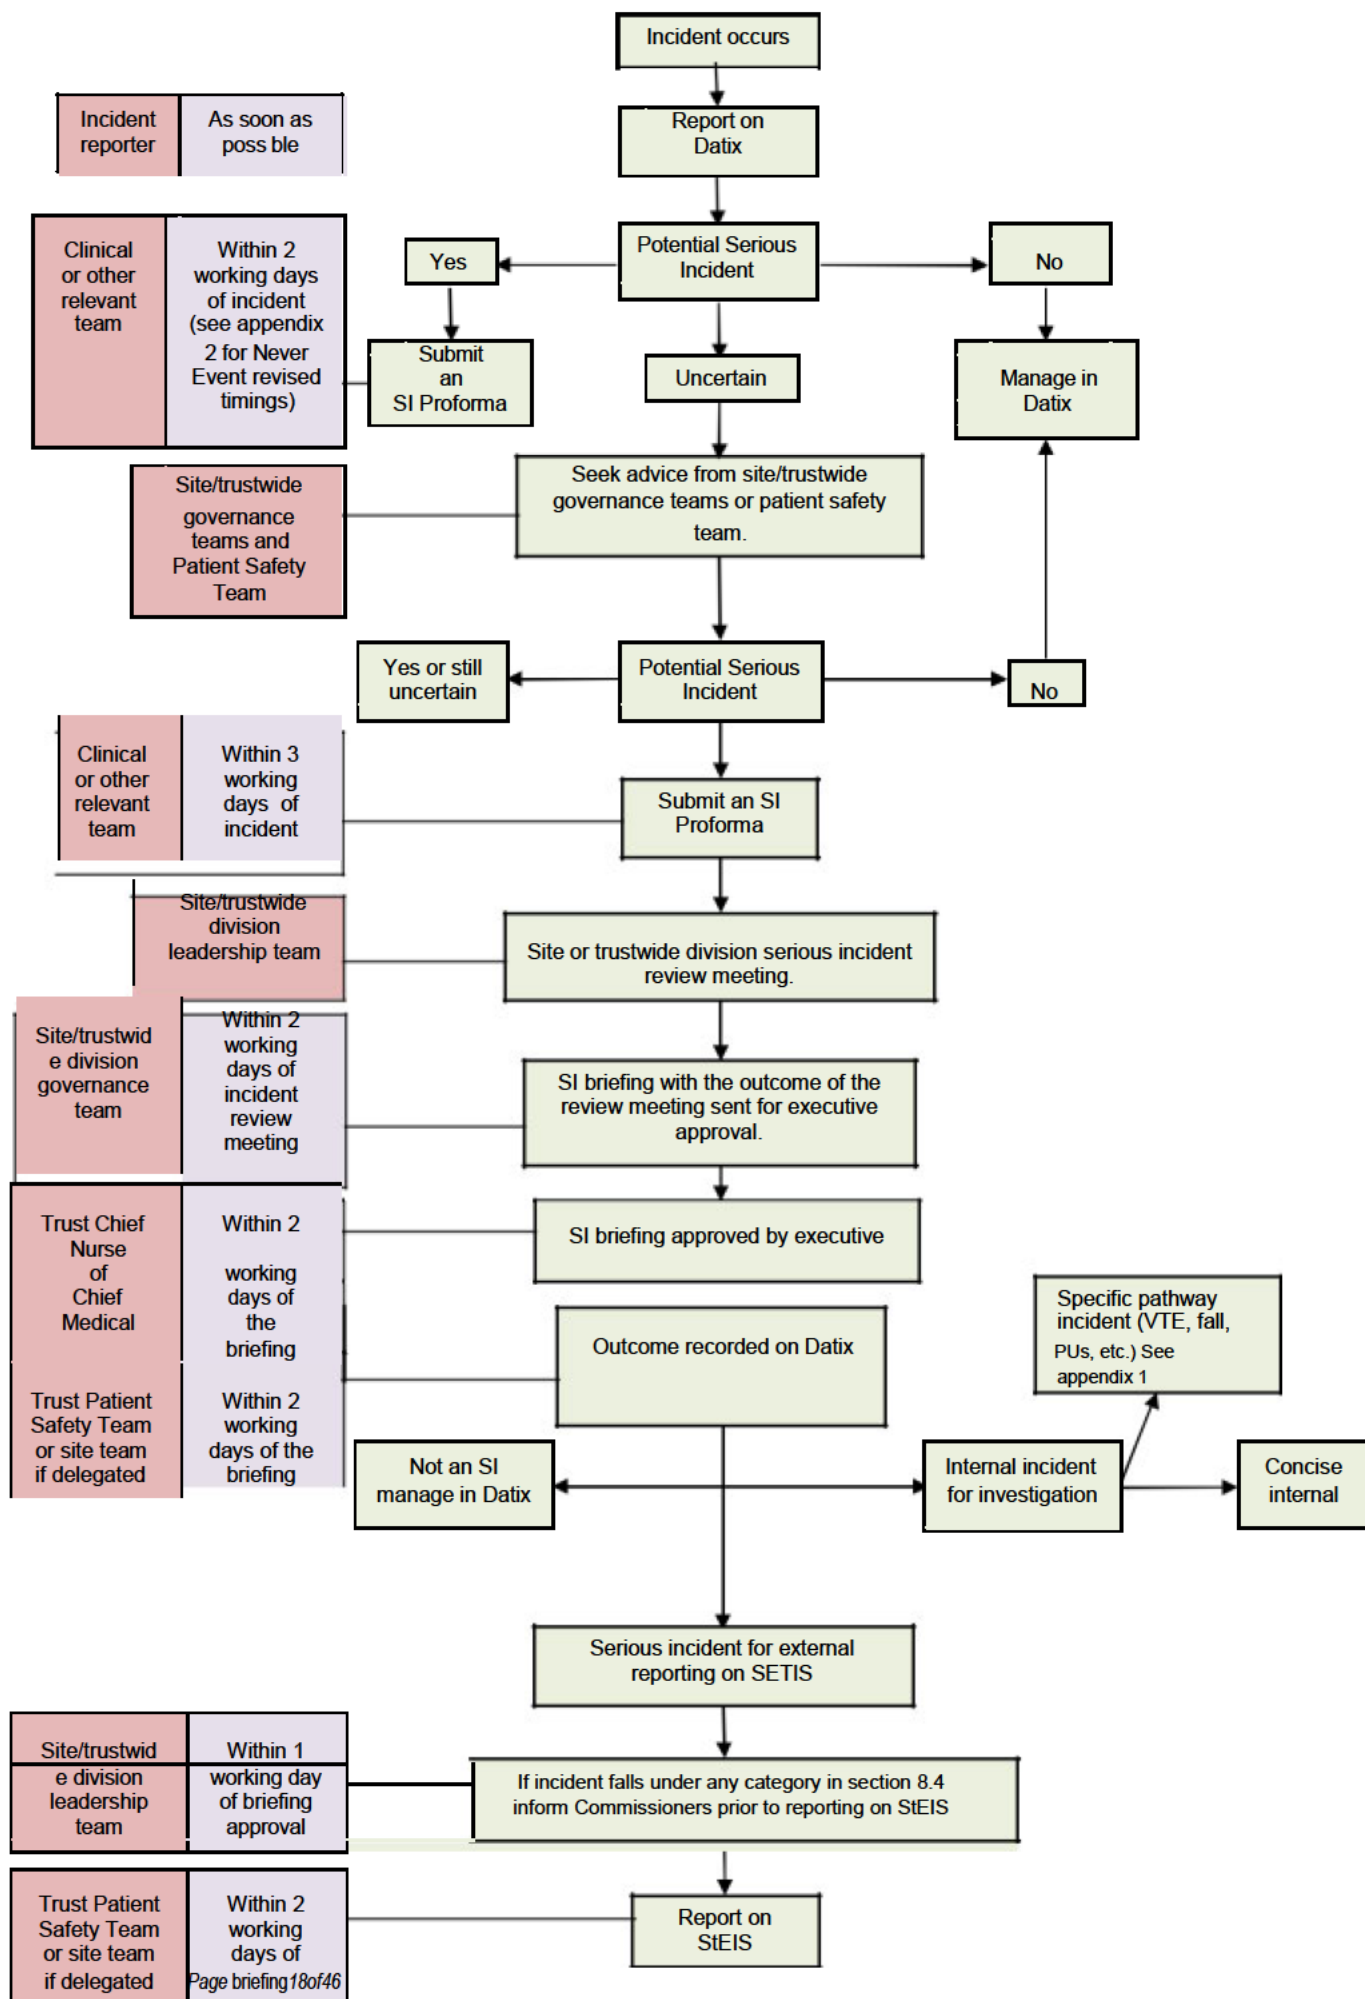 Incident occurs
Incident
reporter
As soon as
poss ble
Report on
Datix
Clinical
or other
relevant
team
Within 2
working days
of incident
(see appendix
2 for Never
Event revised
timings)
Yes
Potential Serious
Incident
No
Submit
an
SI Proforma
Uncertain
Manage in
Datix
Site/trustwide
governance
teams and
Patient Safety
Team
Seek advice from site/trustwide
governance teams or patient safety
team.
Yes or still
uncertain
Potential Serious
Incident
No
Clinical
or other
relevant
team
Within 3
working
days of
incident
Submit an SI
Proforma
Site/trustwide
division
leadership team
Site or trustwide division serious incident
review meeting.
Site/trustwid
e division
governance
team
Within 2
working
days of
incident
review
meeting
SI briefing with the outcome of the
review meeting sent for executive
approval.
Trust Chief
Nurse
of
Chief
Medical
Within 2
working
days of
the
briefing
SI briefing approved by executive
Outcome recorded on Datix
Specific pathway
incident (VTE, fall,
PUs, etc.) See
appendix 1
Trust Patient
Safety Team
or site team
if delegated
Within 2
working
days of the
briefing
Not an SI
manage in Datix
Internal incident
for investigation
Concise
internal
Serious incident for external
reporting on SETIS
Site/trustwid
e division
leadership
team
Within 1
working day
of briefing
approval
If incident falls under any category in section 8.4
inform Commissioners prior to reporting on StEIS
Trust Patient
Safety Team
or site team
if delegated
Within 2
working
days of
Page briefing18of46
Report on
StEIS